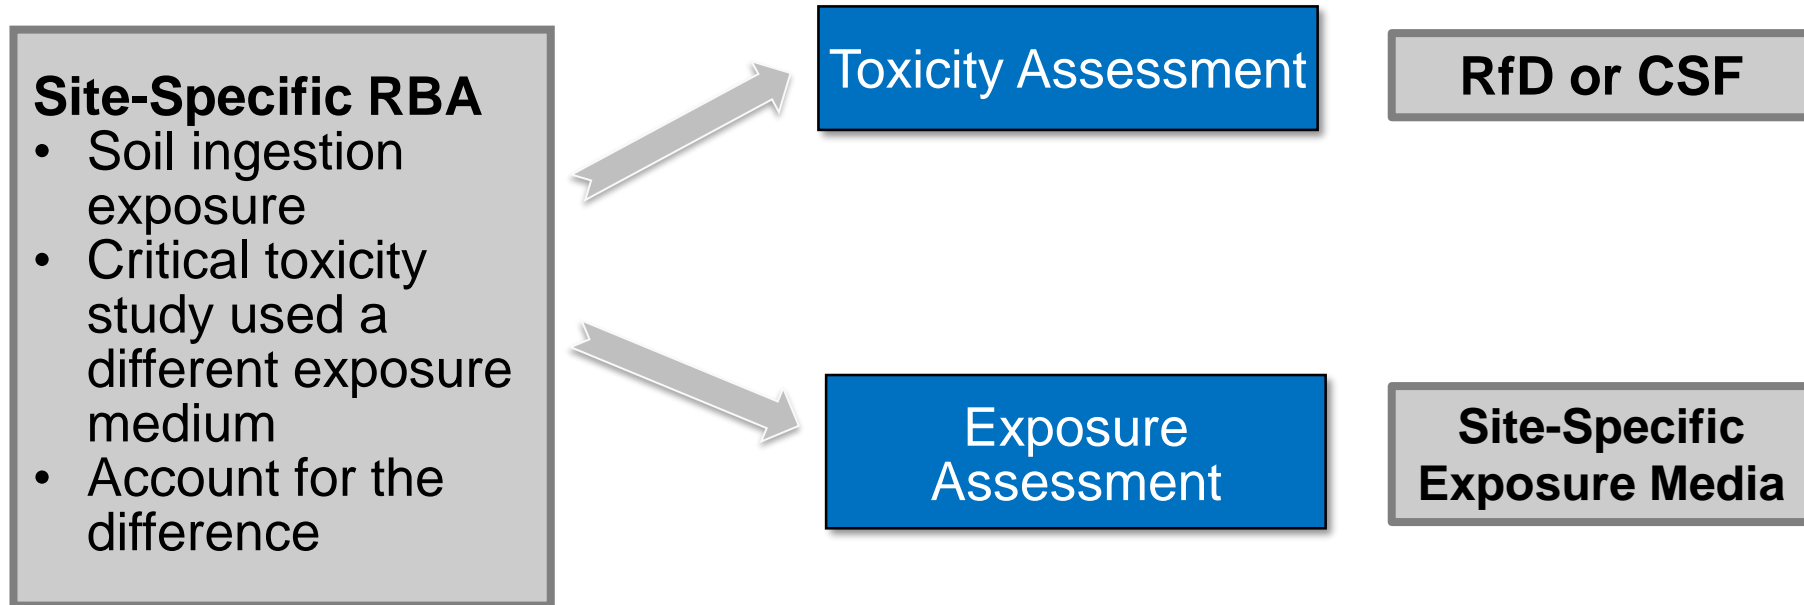 Site-Specific RBA
• Soil ingestion
exposure
• Critical toxicity
study used a
different exposure
medium
• Account for the
difference
Toxicity Assessment
RfD or CSF
Exposure
Assessment
Site-Specific
Exposure Media